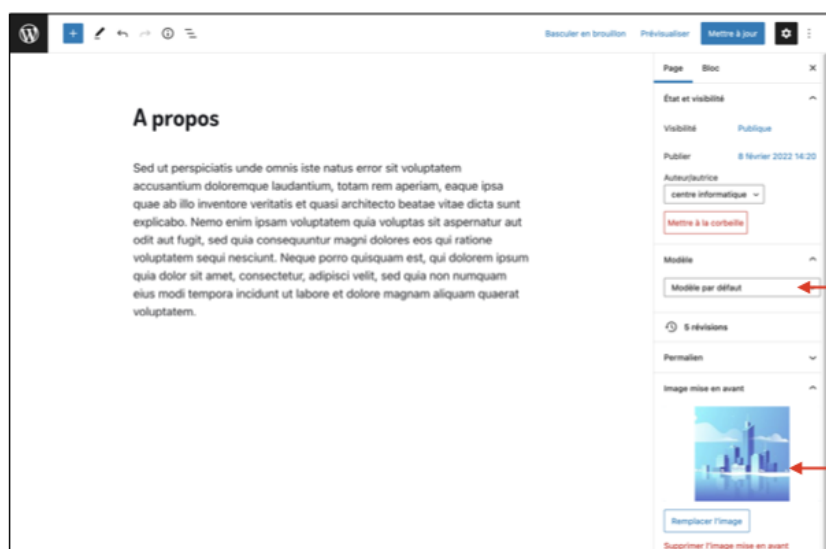 Basculer en brouillon Prévisualiser Mettre à jour
Page Bloc
A propos
Sed ut perspiciatis unde omnis iste natus error sit voluptatem
accusantium doloremque laudantium, totam rem aperiam, eaque ipsa
quae ab illo inventore veritatis et quasi architecto beatae vitae dicta sunt
explicabo. Nemo enim ipsam voluptatem quia voluptas sit aspernatur aut
odit aut fugit, sed quia consequuntur magni dolores eos qui ratione
voluptatem sequi nesciunt. Neque porro quisquam est, qui dolorem ipsum
quia dolor sit amet, consectetur, adipisci velit, sed quia non numquam
eius modi tempora incidunt ut labore et dolore magnam aliquam quaerat
voluptatem.
État et visibilité
Visibilité Publique
Publier 8 février 2022 14:20
Auteur/autrice
centre informatique
Mettre à la corbeille
Modèle
Modèle par défaut
5 révisions
Permalien
Image mise en avant
Remplacer l'image
Supprimer l'image mise en avant